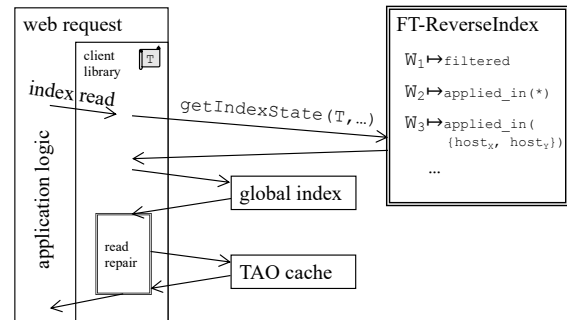 web request
client
library
T
index read
application logic
getIndexState(T,…)
FT-ReverseIndex
W₁↦filtered
W₂↦applied_in(*)
W₃↦applied_in(
{hostₓ, hostᵧ})
…
global index
read
repair
TAO cache